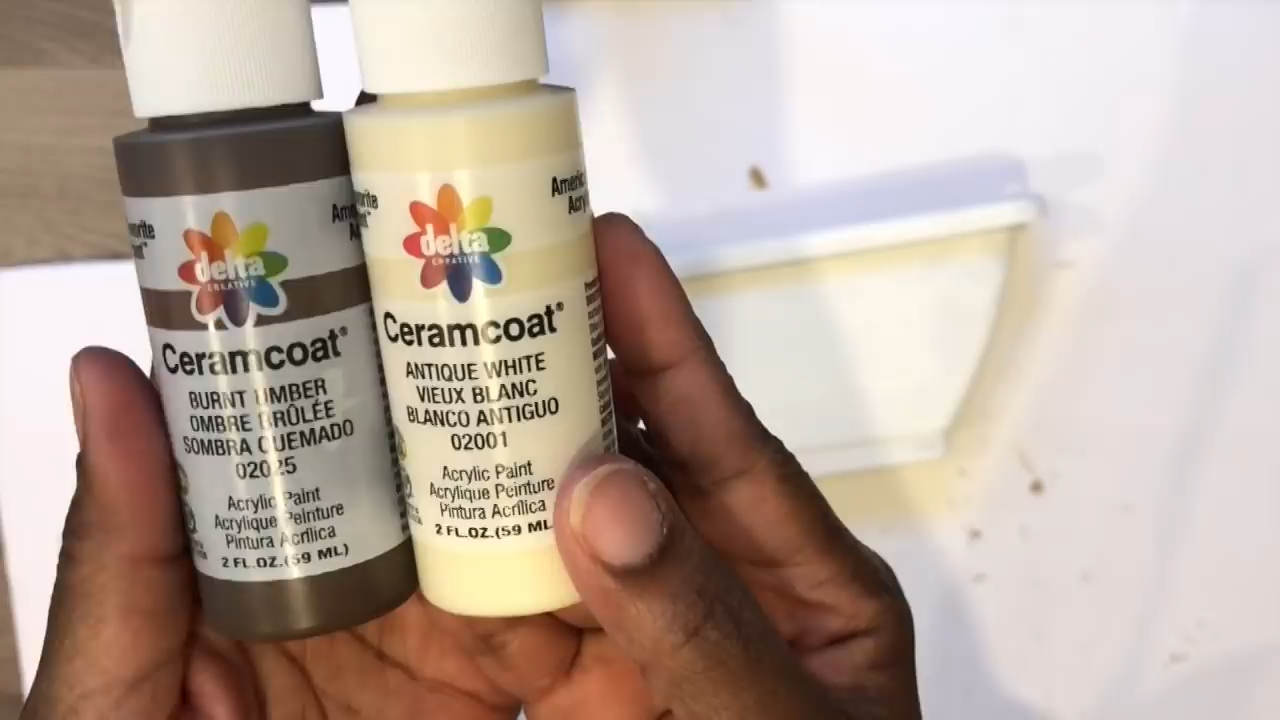 delta
CREATIVE
Ceramcoat®
BURNT UMBER
OMBRE BRÛLÉE
SOMBRA QUEMADO
02025
Acrylic Paint
Acrylique Peinture
Pintura Acrílica
2 FL.OZ.(59 ML)
delta
CREATIVE
Ceramcoat®
ANTIQUE WHITE
VIEUX BLANC
BLANCO ANTIGUO
02001
Acrylic Paint
Acrylique Peinture
Pintura Acrílica
2 FL.OZ.(59 ML